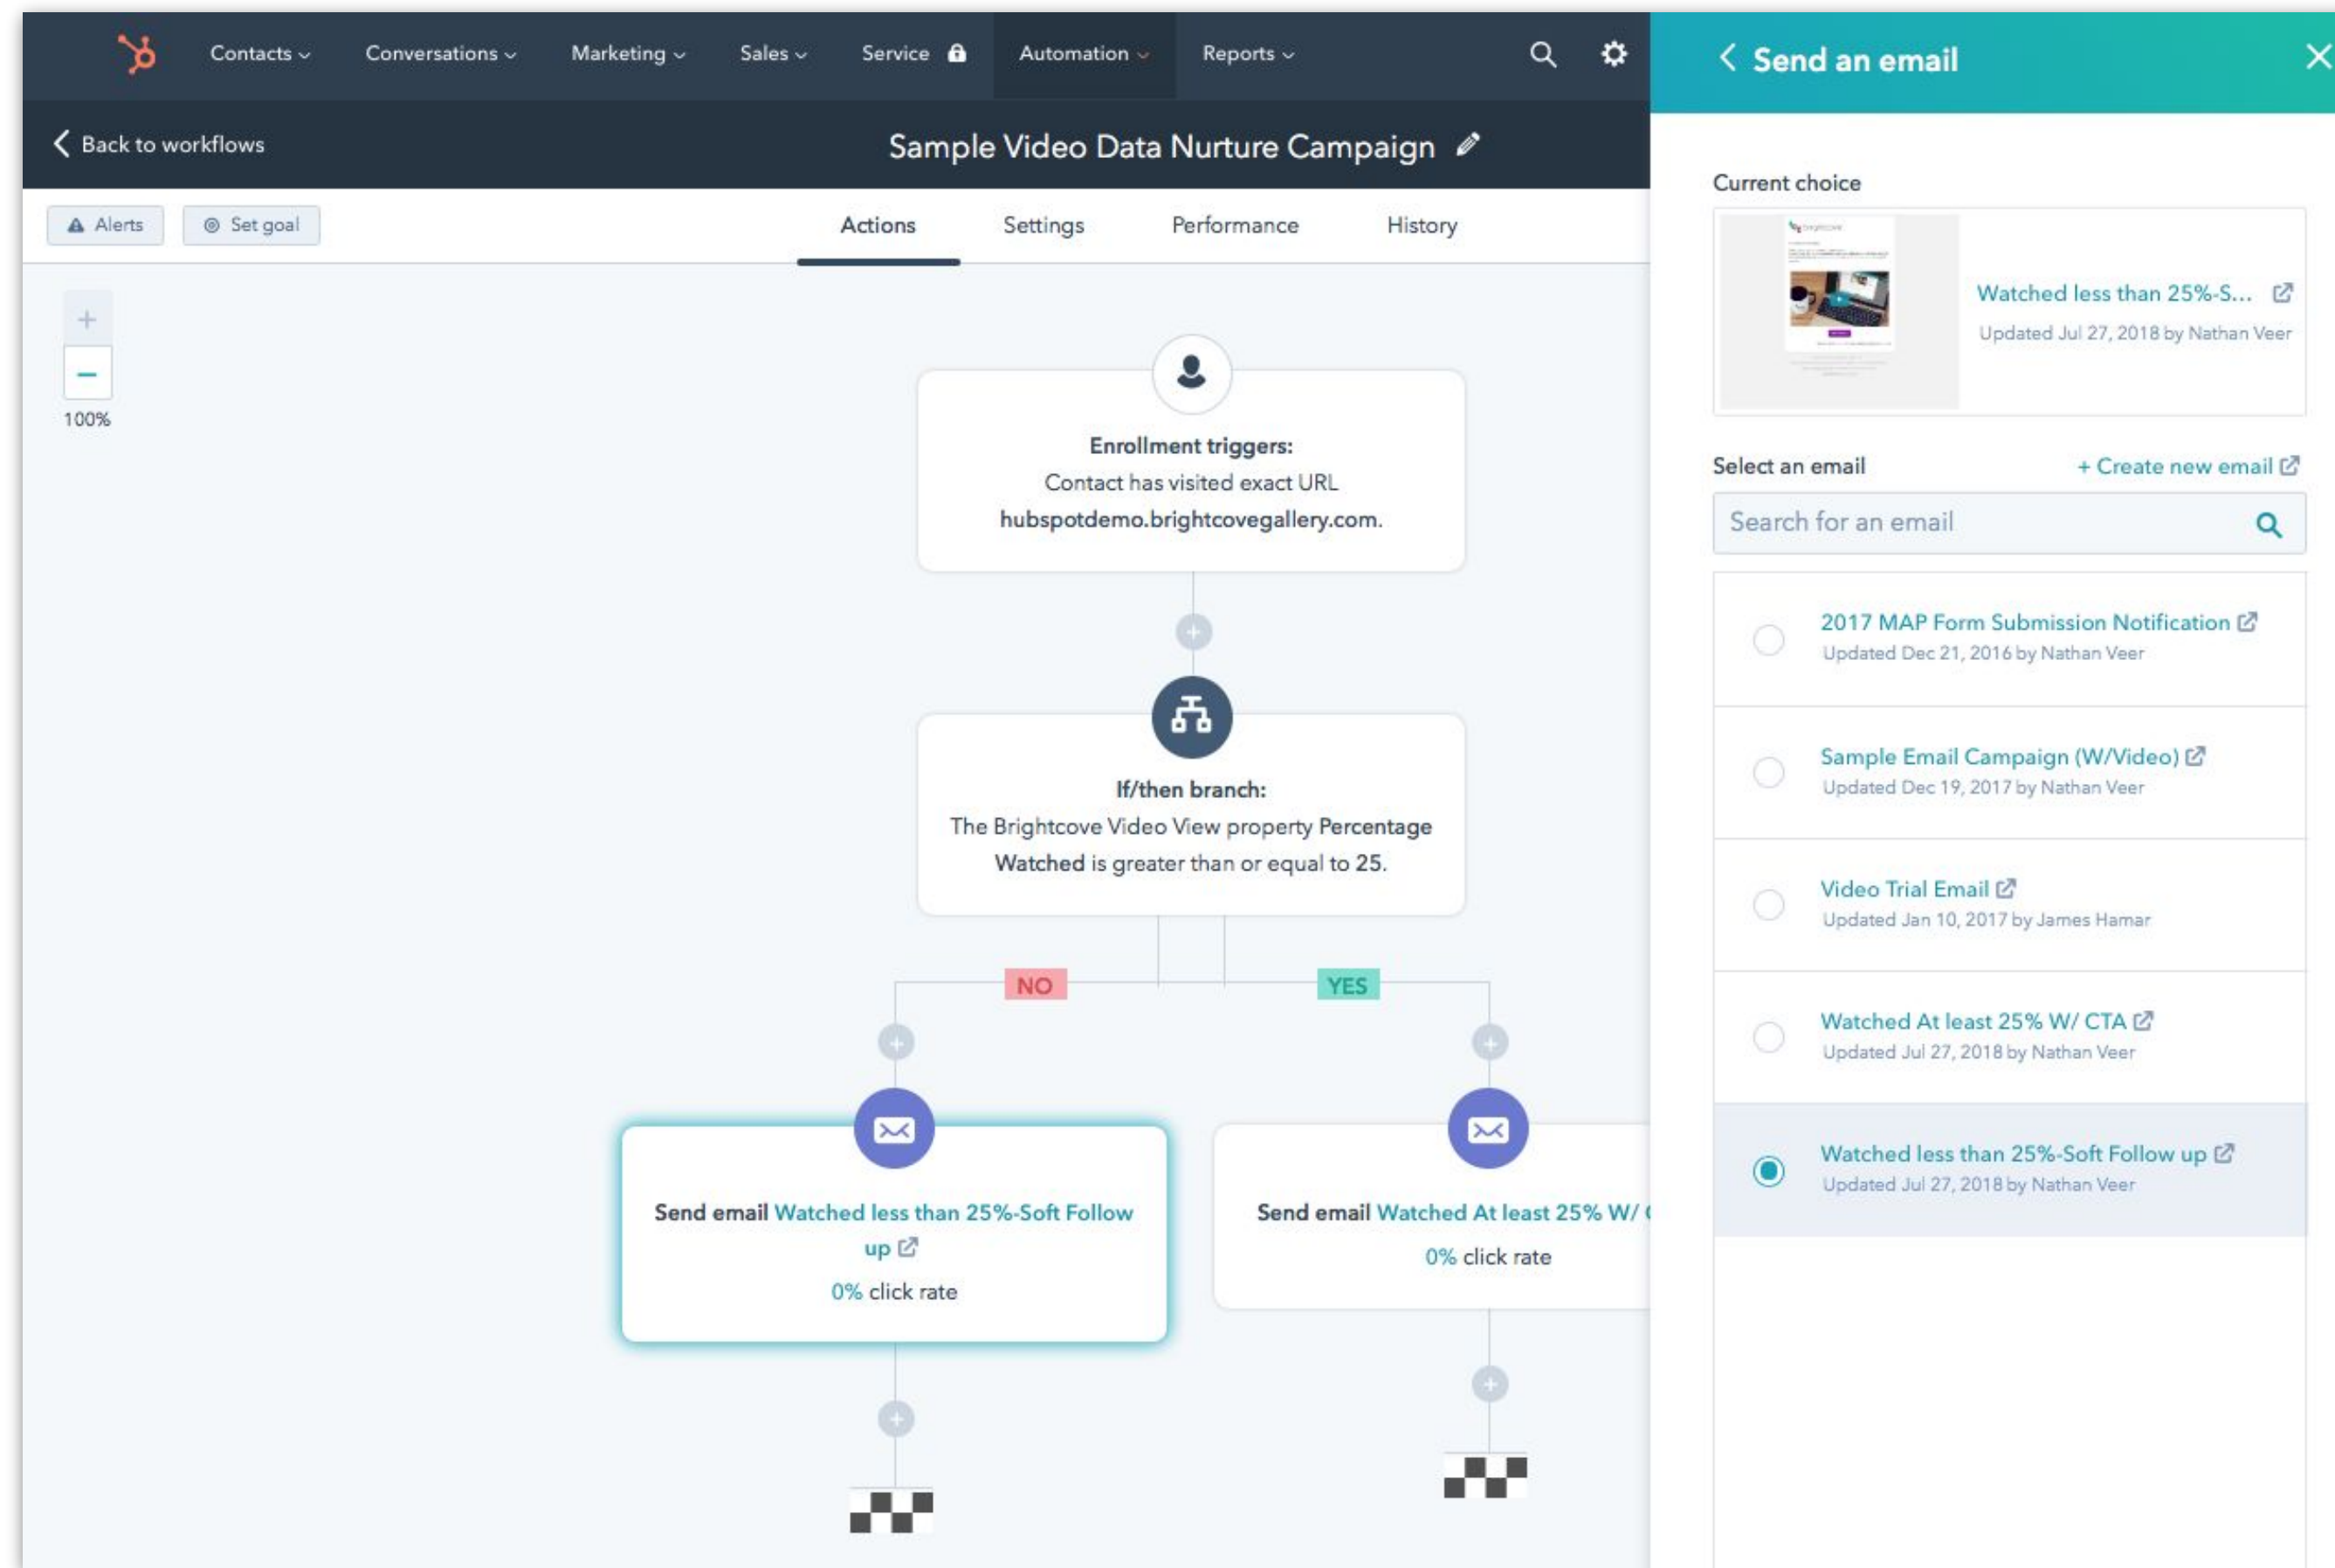 Contacts Conversations Marketing Sales Service Automation Reports
Back to workflows
Sample Video Data Nurture Campaign
Alerts Set goal
Actions Settings Performance History
100%
Enrollment triggers:
Contact has visited exact URL
hubspotdemo.brightcovegallery.com.
If/then branch:
The Brightcove Video View property Percentage
Watched is greater than or equal to 25.
NO YES
Send email Watched less than 25%-Soft Follow
up
0% click rate
Send email Watched At least 25% W/
0% click rate
Send an email
Current choice
brightcove
Watched less than 25%-S...
Updated Jul 27, 2018 by Nathan Veer
Select an email + Create new email
Search for an email
2017 MAP Form Submission Notification
Updated Dec 21, 2016 by Nathan Veer
Sample Email Campaign (W/Video)
Updated Dec 19, 2017 by Nathan Veer
Video Trial Email
Updated Jan 10, 2017 by James Hamar
Watched At least 25% W/ CTA
Updated Jul 27, 2018 by Nathan Veer
Watched less than 25%-Soft Follow up
Updated Jul 27, 2018 by Nathan Veer